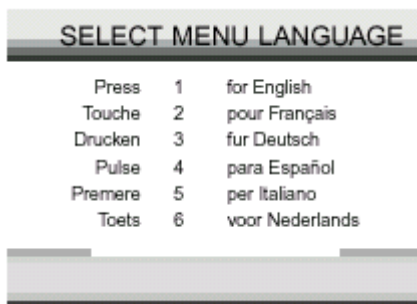 SELECT MENU LANGUAGE
Press 1 for English
Touche 2 pour Français
Drucken 3 fur Deutsch
Pulse 4 para Español
Premere 5 per Italiano
Toets 6 voor Nederlands